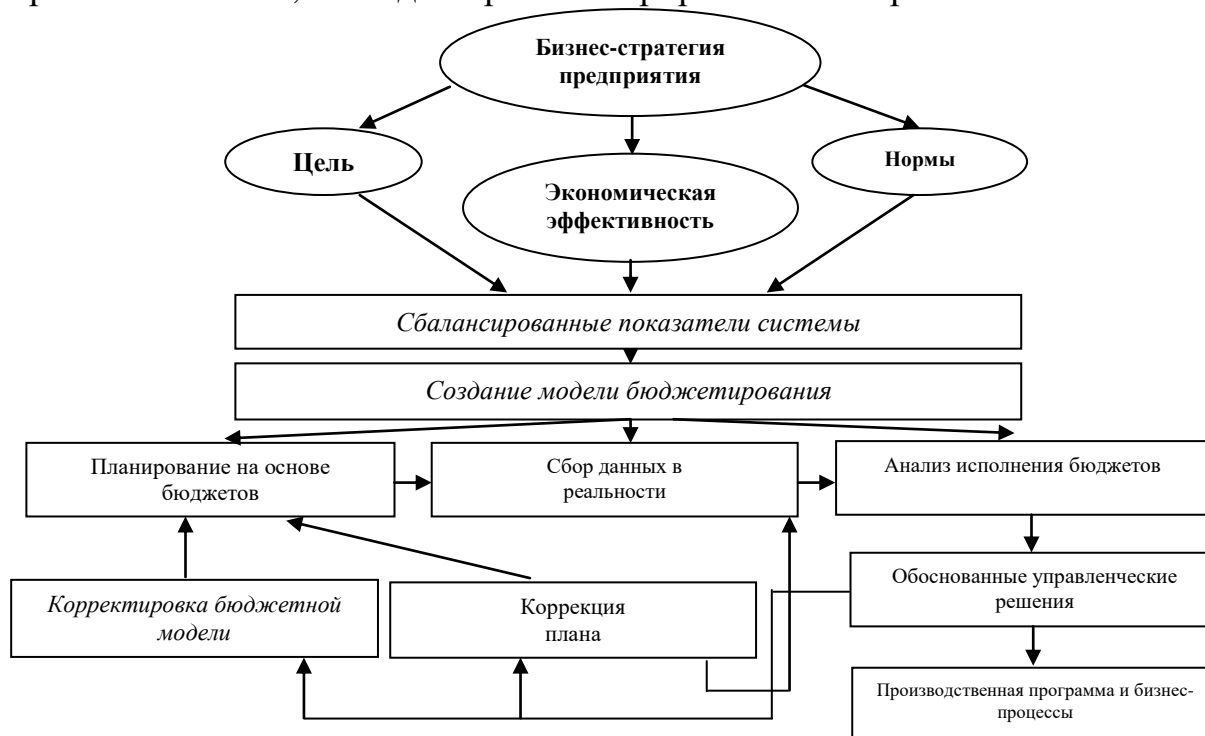 Бизнес-стратегия
предприятия
Цель
Экономическая
эффективность
Нормы
Сбалансированные показатели системы
Создание модели бюджетирования
Планирование на основе
бюджетов
Сбор данных в
реальности
Анализ исполнения бюджетов
Корректировка бюджетной
модели
Коррекция
плана
Обоснованные управленческие
решения
Производственная программа и бизнес-
процессы